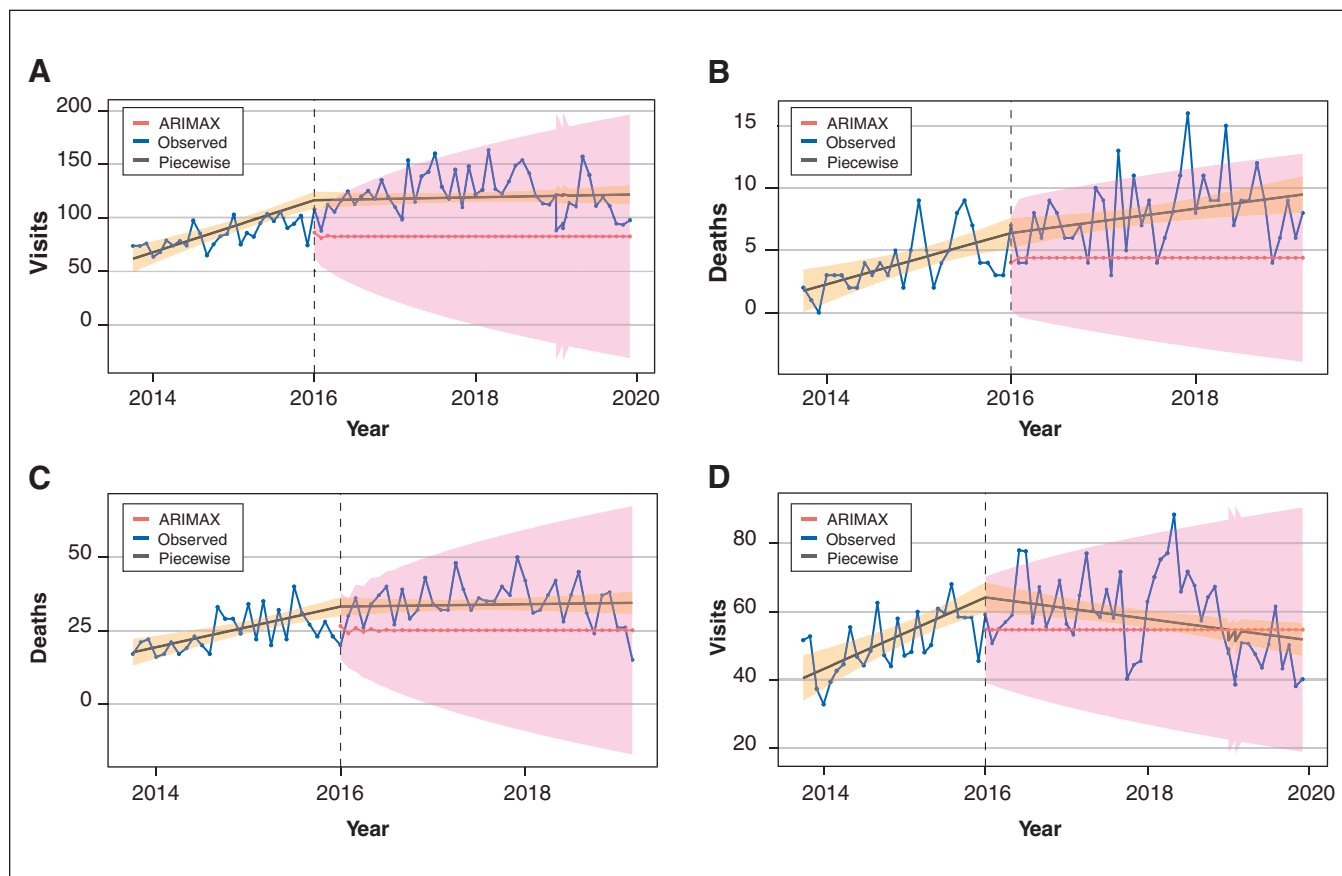 A
200
150
100
50
0
Visits
ARIMAX
Observed
Piecewise
2014
2016
2018
2020
Year
B
15
10
5
0
Deaths
ARIMAX
Observed
Piecewise
2014
2016
2018
Year
C
50
25
0
Deaths
ARIMAX
Observed
Piecewise
2014
2016
2018
Year
D
80
60
40
20
Visits
ARIMAX
Observed
Piecewise
2014
2016
2018
2020
Year